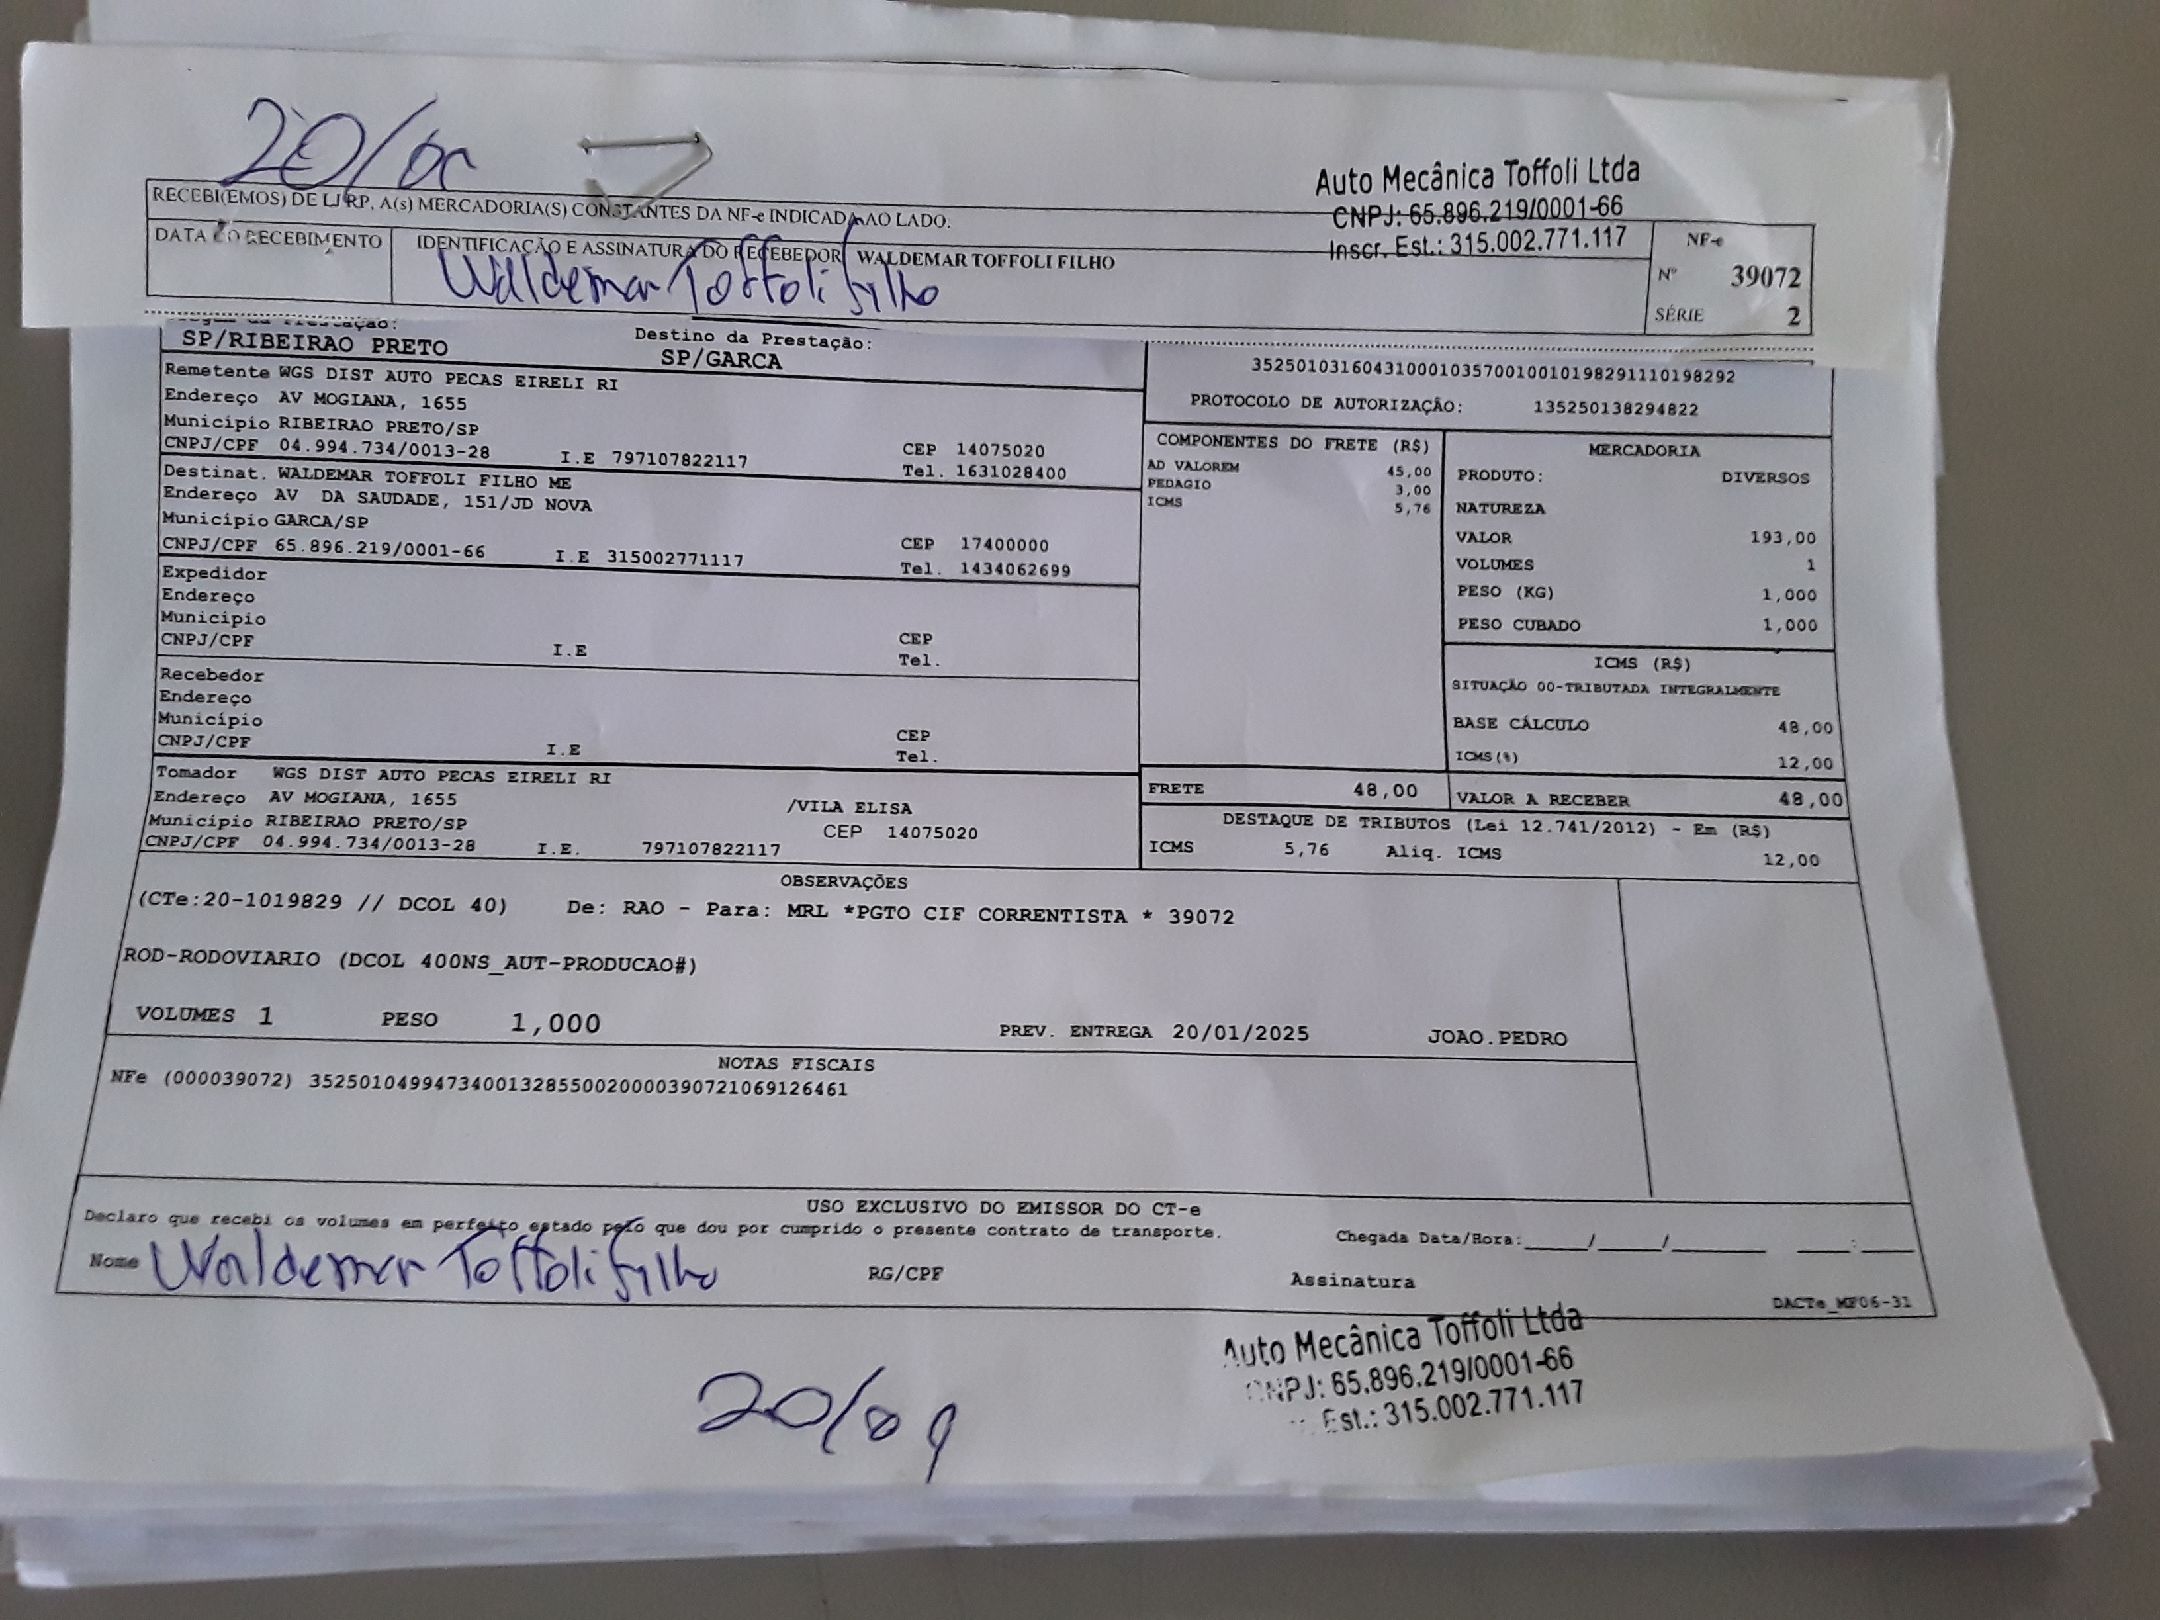 20/
Auto Mecânica Toffoli Ltda
CNPJ: 65.896.219/0001-66
Inscr. Est.: 315.002.771.117
RECEBI(EMOS) DE LJ RP, A(s) MERCADORIA(S) CONSTANTES DA NF-e INDICADA AO LADO.
DATA DO RECEBIMENTO
IDENTIFICAÇÃO E ASSINATURA DO RECEBEDOR WALDEMAR TOFFOLI FILHO
Waldemar Toffoli filho
NF-e
Nº 39072
SÉRIE 2
SP/RIBEIRAO PRETO
Destino da Prestação:
SP/GARCA
Remetente WGS DIST AUTO PECAS EIRELI RI
Endereço AV MOGIANA, 1655
Município RIBEIRAO PRETO/SP
CNPJ/CPF 04.994.734/0013-28 I.E 797107822117
CEP 14075020
Tel. 1631028400
Destinat. WALDEMAR TOFFOLI FILHO ME
Endereço AV DA SAUDADE, 151/JD NOVA
Município GARCA/SP
CNPJ/CPF 65.896.219/0001-66 I.E 315002771117
CEP 17400000
Tel. 1434062699
Expedidor
Endereço
Município
CNPJ/CPF I.E
CEP
Tel.
Recebedor
Endereço
Município
CNPJ/CPF I.E
CEP
Tel.
Tomador WGS DIST AUTO PECAS EIRELI RI
Endereço AV MOGIANA, 1655 /VILA ELISA
Município RIBEIRAO PRETO/SP CEP 14075020
CNPJ/CPF 04.994.734/0013-28 I.E. 797107822117
35250103160431000103570010010198291110198292
PROTOCOLO DE AUTORIZAÇÃO: 135250138294822
COMPONENTES DO FRETE (R$)
AD VALOREM 45,00
PEDAGIO 3,00
ICMS 5,76
MERCADORIA
PRODUTO: DIVERSOS
NATUREZA
VALOR 193,00
VOLUMES 1
PESO (KG) 1,000
PESO CUBADO 1,000
ICMS (R$)
SITUAÇÃO 00-TRIBUTADA INTEGRALMENTE
BASE CÁLCULO 48,00
ICMS(%) 12,00
FRETE 48,00
VALOR A RECEBER 48,00
DESTAQUE DE TRIBUTOS (Lei 12.741/2012) - Em (R$)
ICMS 5,76 Aliq. ICMS 12,00
OBSERVAÇÕES
(CTe:20-1019829 // DCOL 40) De: RAO - Para: MRL *PGTO CIF CORRENTISTA * 39072
ROD-RODOVIARIO (DCOL 400NS_AUT-PRODUCAO#)
VOLUMES 1 PESO 1,000 PREV. ENTREGA 20/01/2025 JOAO.PEDRO
NOTAS FISCAIS
NFe (000039072) 35250104994734001328550020000390721069126461
USO EXCLUSIVO DO EMISSOR DO CT-e
Declaro que recebi os volumes em perfeito estado pelo que dou por cumprido o presente contrato de transporte.
Chegada Data/Hora:_____/_____/________ ____:____
Nome Waldemar Toffoli filho RG/CPF Assinatura
DACTe_MF06-31
Auto Mecânica Toffoli Ltda
CNPJ: 65.896.219/0001-66
Est.: 315.002.771.117
20/